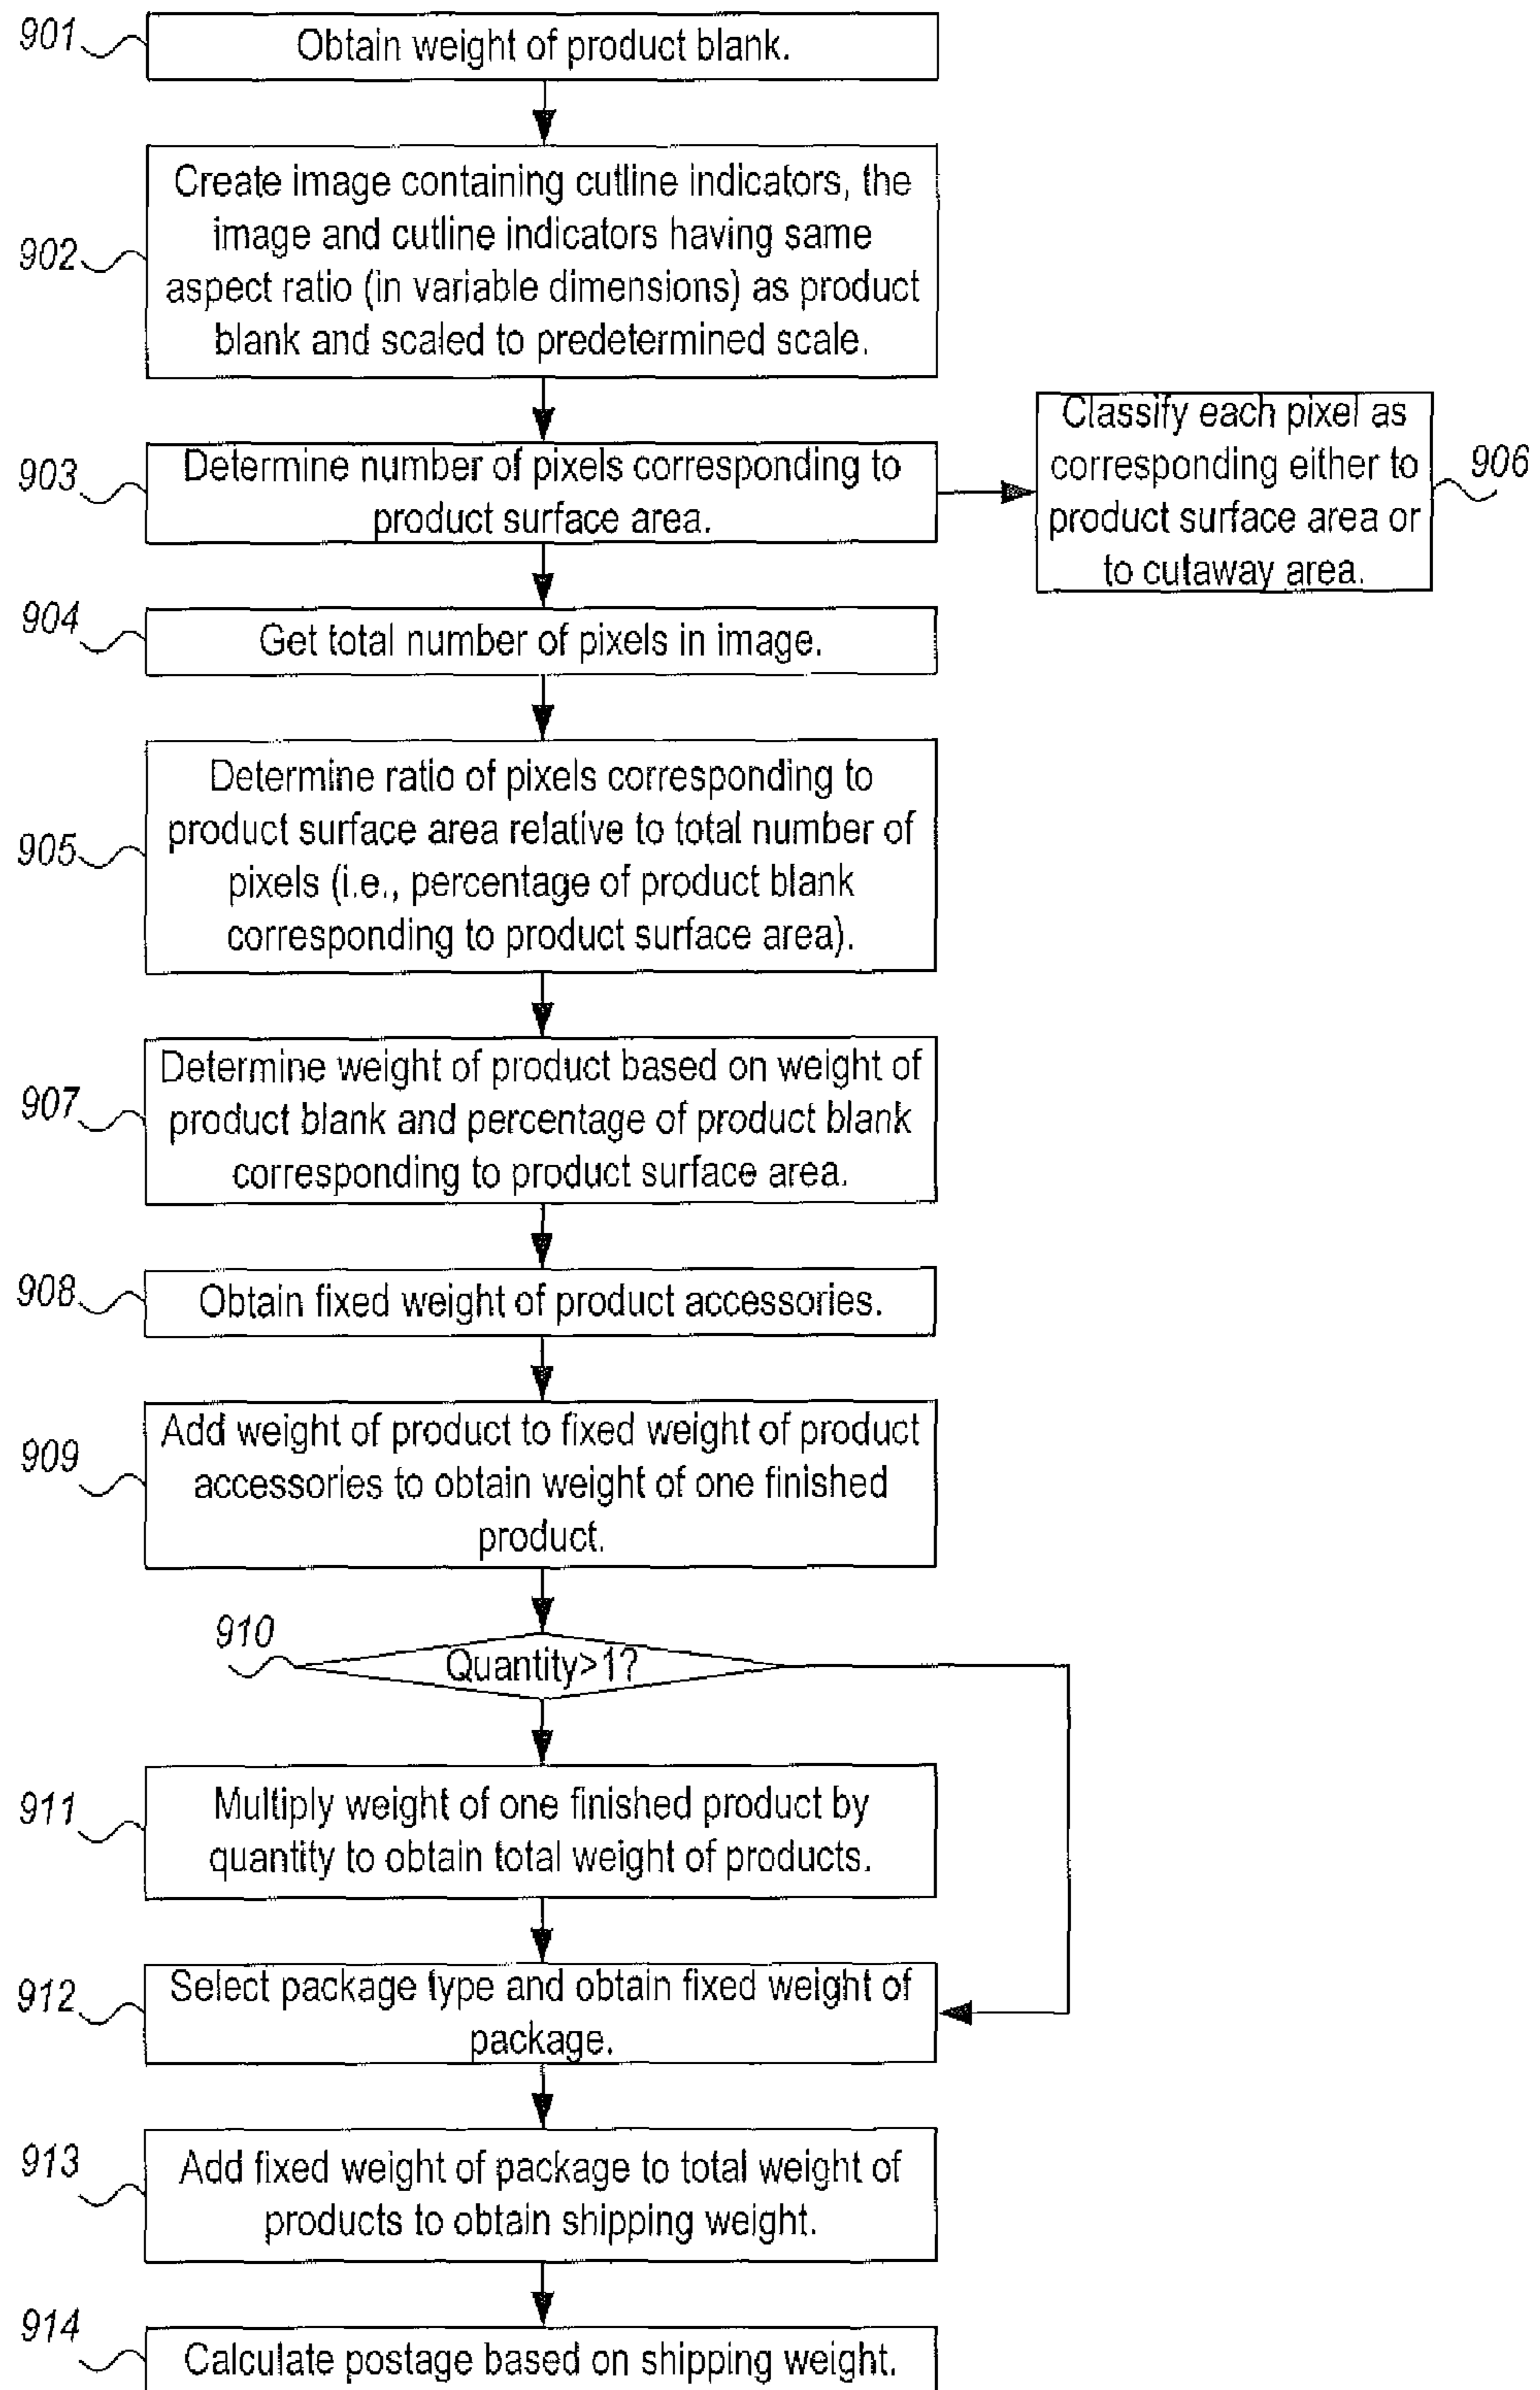 901
Obtain weight of product blank.
902
Create image containing cutline indicators, the
image and cutline indicators having same
aspect ratio (in variable dimensions) as product
blank and scaled to predetermined scale.
903
Determine number of pixels corresponding to
product surface area.
Classify each pixel as
corresponding either to
product surface area or
to cutaway area.
906
904
Get total number of pixels in image.
905
Determine ratio of pixels corresponding to
product surface area relative to total number of
pixels (i.e., percentage of product blank
corresponding to product surface area).
907
Determine weight of product based on weight of
product blank and percentage of product blank
corresponding to product surface area.
908
Obtain fixed weight of product accessories.
909
Add weight of product to fixed weight of product
accessories to obtain weight of one finished
product.
910
Quantity>1?
911
Multiply weight of one finished product by
quantity to obtain total weight of products.
912
Select package type and obtain fixed weight of
package.
913
Add fixed weight of package to total weight of
products to obtain shipping weight.
914
Calculate postage based on shipping weight.